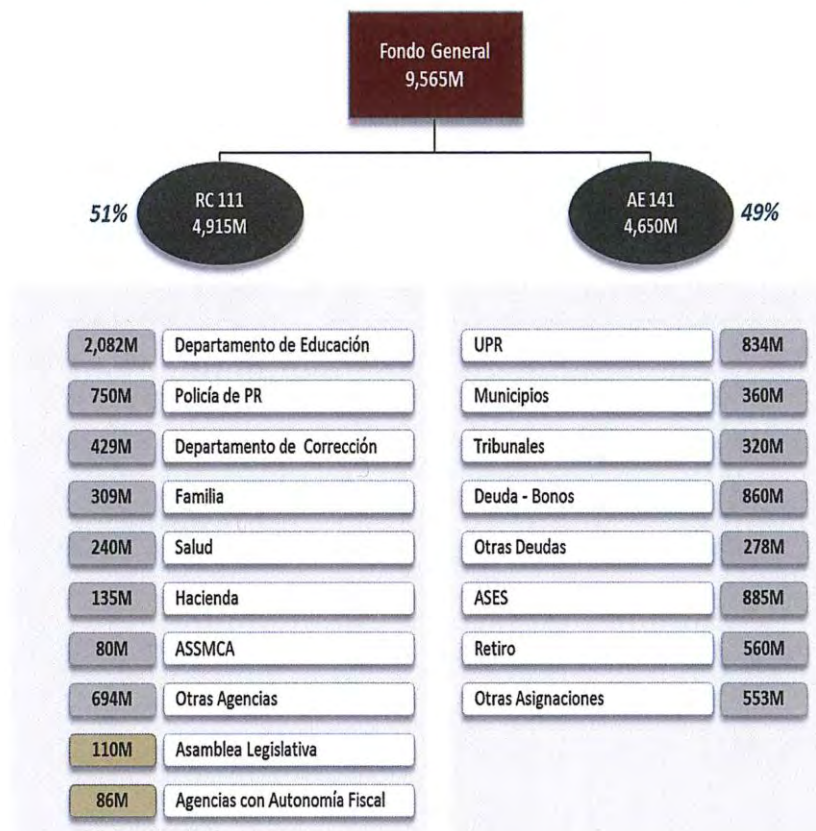 Fondo General
9,565M
51%
RC 111
4,915M
AE 141
4,650M
49%
2,082M Departamento de Educación
750M Policía de PR
429M Departamento de Corrección
309M Familia
240M Salud
135M Hacienda
80M ASSMCA
694M Otras Agencias
110M Asamblea Legislativa
86M Agencias con Autonomía Fiscal
UPR 834M
Municipios 360M
Tribunales 320M
Deuda - Bonos 860M
Otras Deudas 278M
ASES 885M
Retiro 560M
Otras Asignaciones 553M